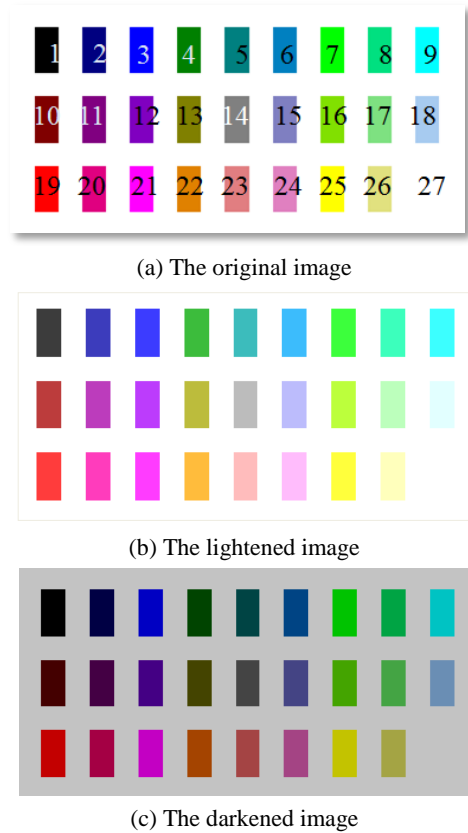 1 2 3 4 5 6 7 8 9
10 11 12 13 14 15 16 17 18
19 20 21 22 23 24 25 26 27
(a) The original image
(b) The lightened image
(c) The darkened image